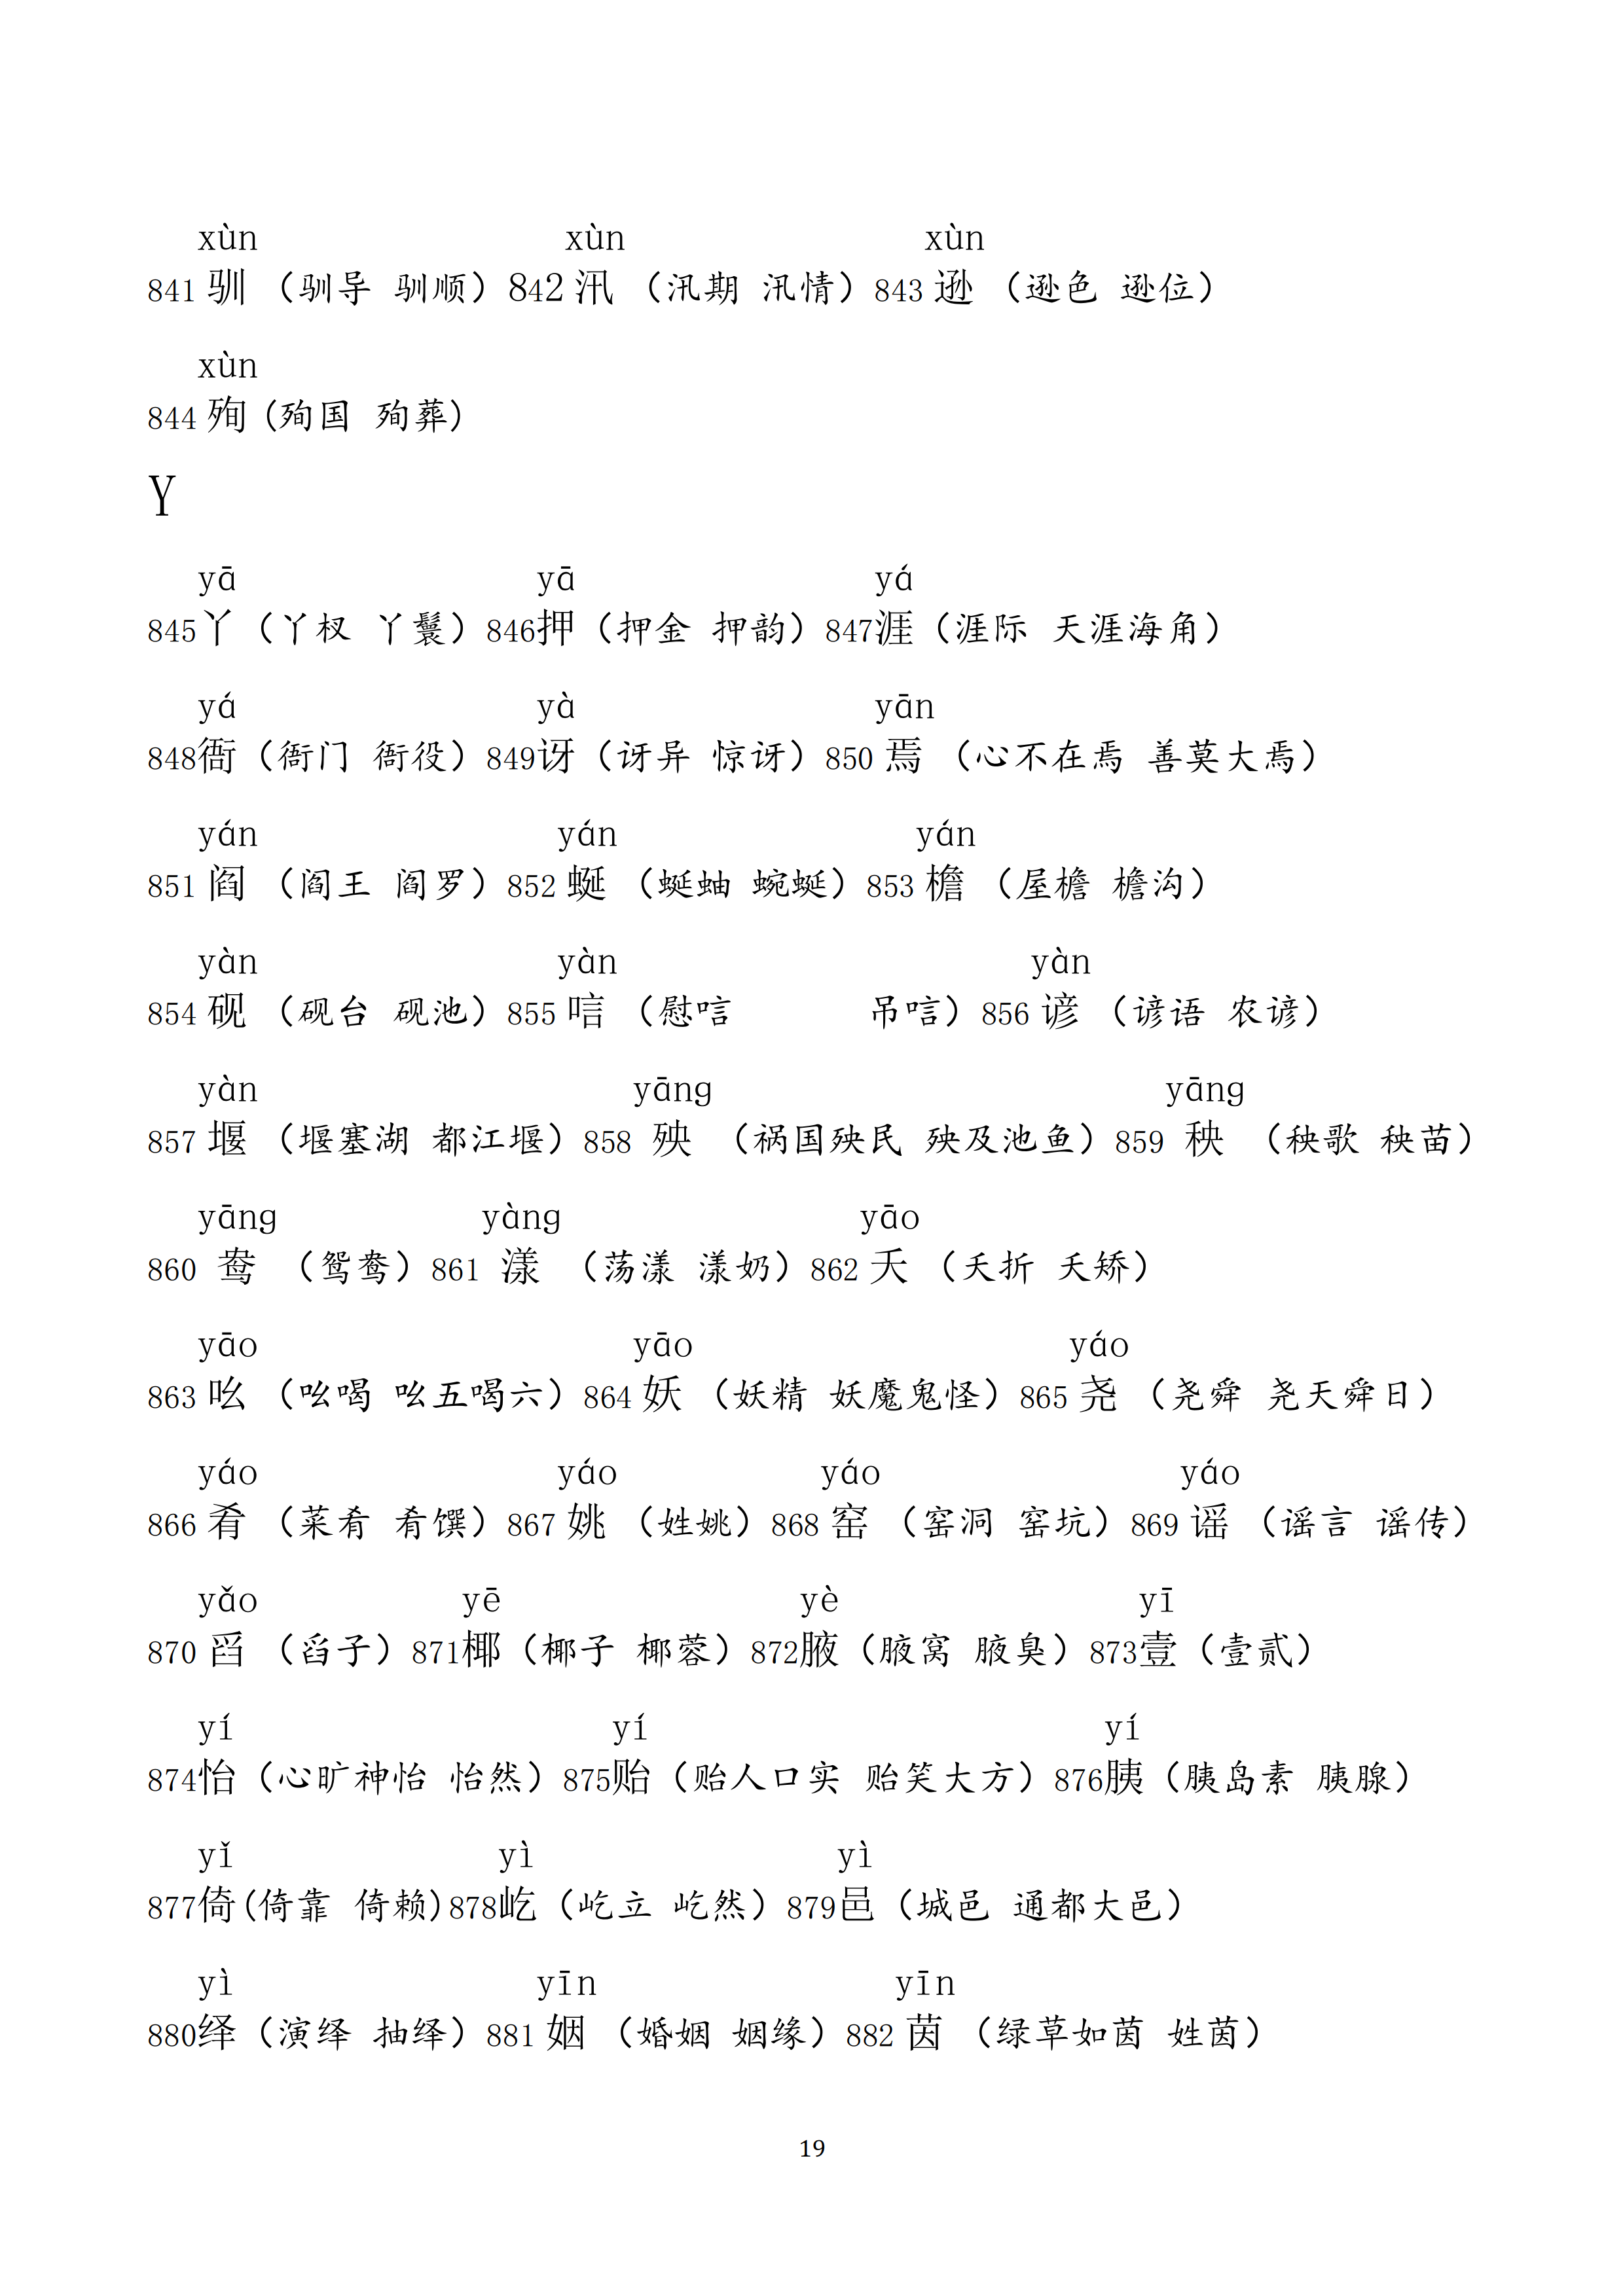 xùn xùn xùn
841 驯 （驯导 驯顺）842 汛 （汛期 汛情）843 逊 （逊色 逊位）
xùn
844 殉 (殉国 殉葬)
Y
yā yā yá
845丫（丫杈 丫鬟）846押（押金 押韵）847涯（涯际 天涯海角）
yá yà yān
848衙（衙门 衙役）849讶（讶异 惊讶）850 焉 （心不在焉 善莫大焉）
yán yán yán
851 阎 （阎王 阎罗）852 蜒 （蜒蚰 蜿蜒）853 檐 （屋檐 檐沟）
yàn yàn yàn
854 砚 （砚台 砚池）855 唁 （慰唁 吊唁）856 谚 （谚语 农谚）
yàn yāng yāng
857 堰 （堰塞湖 都江堰）858 殃 （祸国殃民 殃及池鱼）859 秧 （秧歌 秧苗）
yāng yàng yāo
860 鸯 （鸳鸯）861 漾 （荡漾 漾奶）862 夭 （夭折 夭矫）
yāo yāo yáo
863 吆 （吆喝 吆五喝六）864 妖 （妖精 妖魔鬼怪）865 尧 （尧舜 尧天舜日）
yáo yáo yáo yáo
866 肴 （菜肴 肴馔）867 姚 （姓姚）868 窑 （窑洞 窑坑）869 谣 （谣言 谣传）
yǎo yē yè yī
870 舀 （舀子）871椰（椰子 椰蓉）872腋（腋窝 腋臭）873壹（壹贰）
yí yí yí
874怡（心旷神怡 怡然）875贻（贻人口实 贻笑大方）876胰（胰岛素 胰腺）
yǐ yì yì
877倚(倚靠 倚赖)878屹（屹立 屹然）879邑（城邑 通都大邑）
yì yīn yīn
880绎（演绎 抽绎）881 姻 （婚姻 姻缘）882 茵 （绿草如茵 姓茵）
19